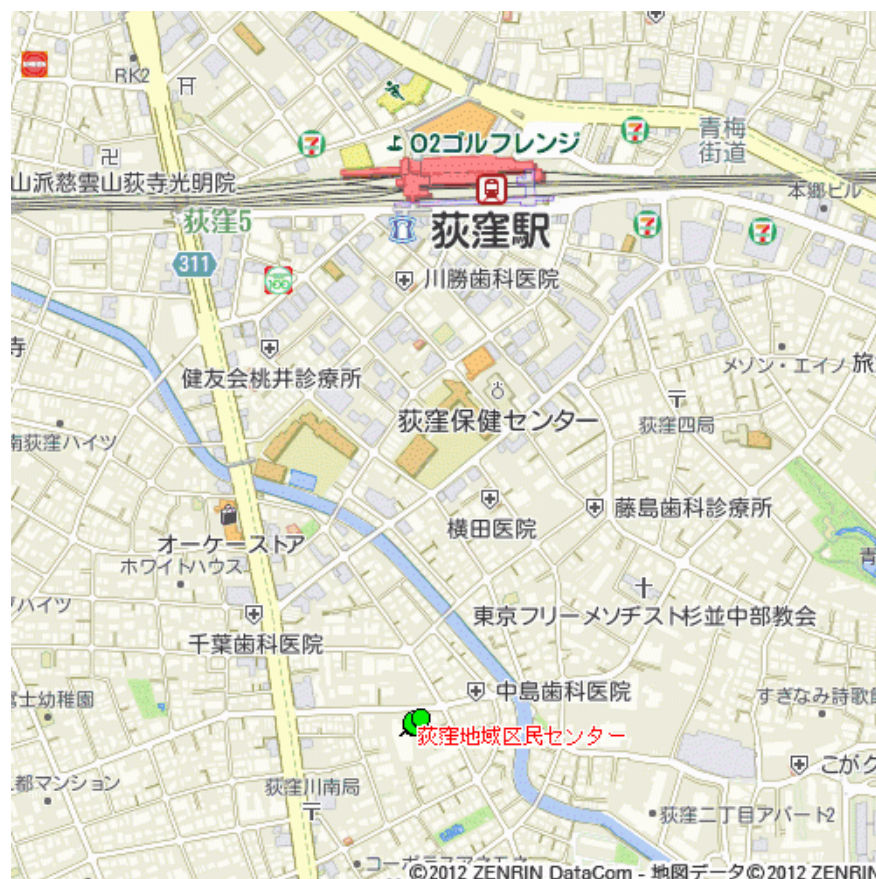 RK2
O2ゴルフレンジ
青梅
街道
山派慈雲山荻寺光明院
本郷ビル
荻窪5
荻窪駅
311
100
川勝歯科医院
寺
健友会桃井診療所
メゾン・エイノ
旅
荻窪保健センター
荻窪四局
南荻窪ハイツ
横田医院
藤島歯科診療所
オーケーストア
ホワイトハウス
青
ハイツ
東京フリーメソヂスト杉並中部教会
千葉歯科医院
中島歯科医院
富士幼稚園
すぎなみ詩歌館
荻窪地域区民センター
こがク
都マンション
荻窪川南局
荻窪二丁目アパート2
©2012 ZENRIN DataCom - 地図データ©2012 ZENRIN